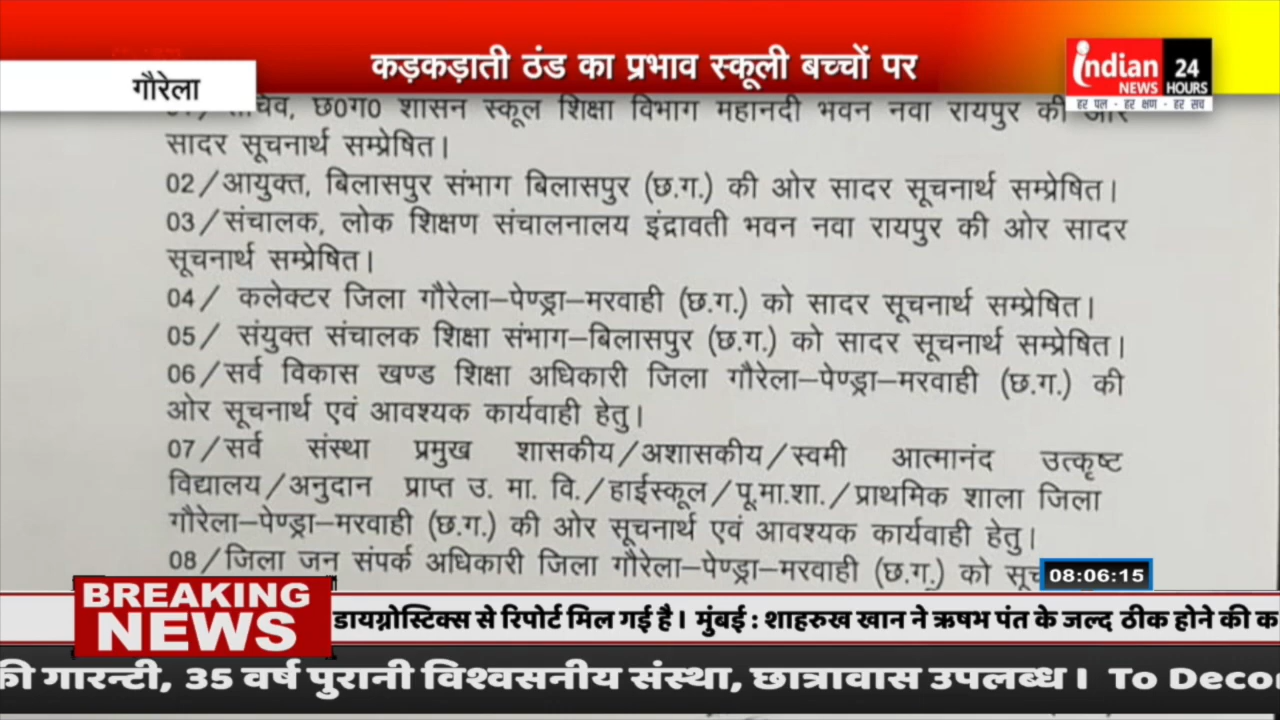 कड़कड़ाती ठंड का प्रभाव स्कूली बच्चों पर
गौरेला
indian
NEWS
24
HOURS
हर पल - हर क्षण - हर सच
छ0ग0 शासन स्कूल शिक्षा विभाग महानदी भवन नवा रायपुर की ओर
सादर सूचनार्थ सम्प्रेषित।
02/आयुक्त, बिलासपुर संभाग बिलासपुर (छ.ग.) की ओर सादर सूचनार्थ सम्प्रेषित।
03/संचालक, लोक शिक्षण संचालनालय इंद्रावती भवन नवा रायपुर की ओर सादर
सूचनार्थ सम्प्रेषित।
04/ कलेक्टर जिला गौरेला–पेण्ड्रा–मरवाही (छ.ग.) को सादर सूचनार्थ सम्प्रेषित।
05/ संयुक्त संचालक शिक्षा संभाग–बिलासपुर (छ.ग.) को सादर सूचनार्थ सम्प्रेषित।
06/सर्व विकास खण्ड शिक्षा अधिकारी जिला गौरेला–पेण्ड्रा–मरवाही (छ.ग.) की
ओर सूचनार्थ एवं आवश्यक कार्यवाही हेतु।
07/सर्व संस्था प्रमुख शासकीय/अशासकीय/स्वमी आत्मानंद उत्कृष्ट
विद्यालय/अनुदान प्राप्त उ. मा. वि./हाईस्कूल/पू.मा.शा./प्राथमिक शाला जिला
गौरेला–पेण्ड्रा–मरवाही (छ.ग.) की ओर सूचनार्थ एवं आवश्यक कार्यवाही हेतु।
08/जिला जन संपर्क अधिकारी जिला गौरेला–पेण्ड्रा–मरवाही (छ.ग.) को
08:06:15
BREAKING
NEWS
डायग्नोस्टिक्स से रिपोर्ट मिल गई है। मुंबई : शाहरुख खान ने ऋषभ पंत के जल्द ठीक होने की क
की गारन्टी, 35 वर्ष पुरानी विश्वसनीय संस्था, छात्रावास उपलब्ध। To Decor